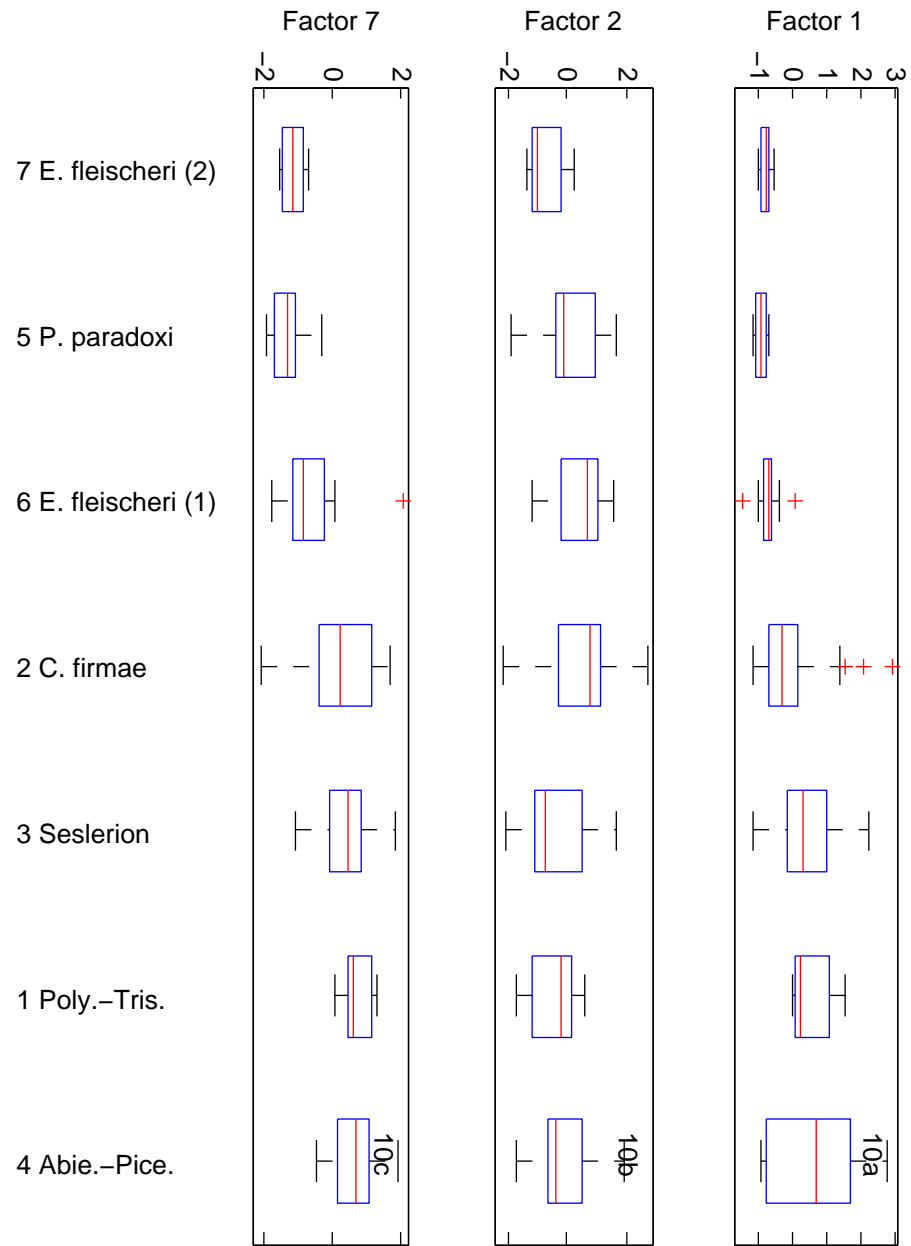 Factor 7
Factor 2
Factor 1
−2 0 2
−2 0 2
−1 0 1 2 3
7 E. fleischeri (2)
5 P. paradoxi
6 E. fleischeri (1)
2 C. firmae
3 Seslerion
1 Poly.−Tris.
4 Abie.−Pice.
10c
10b
10a